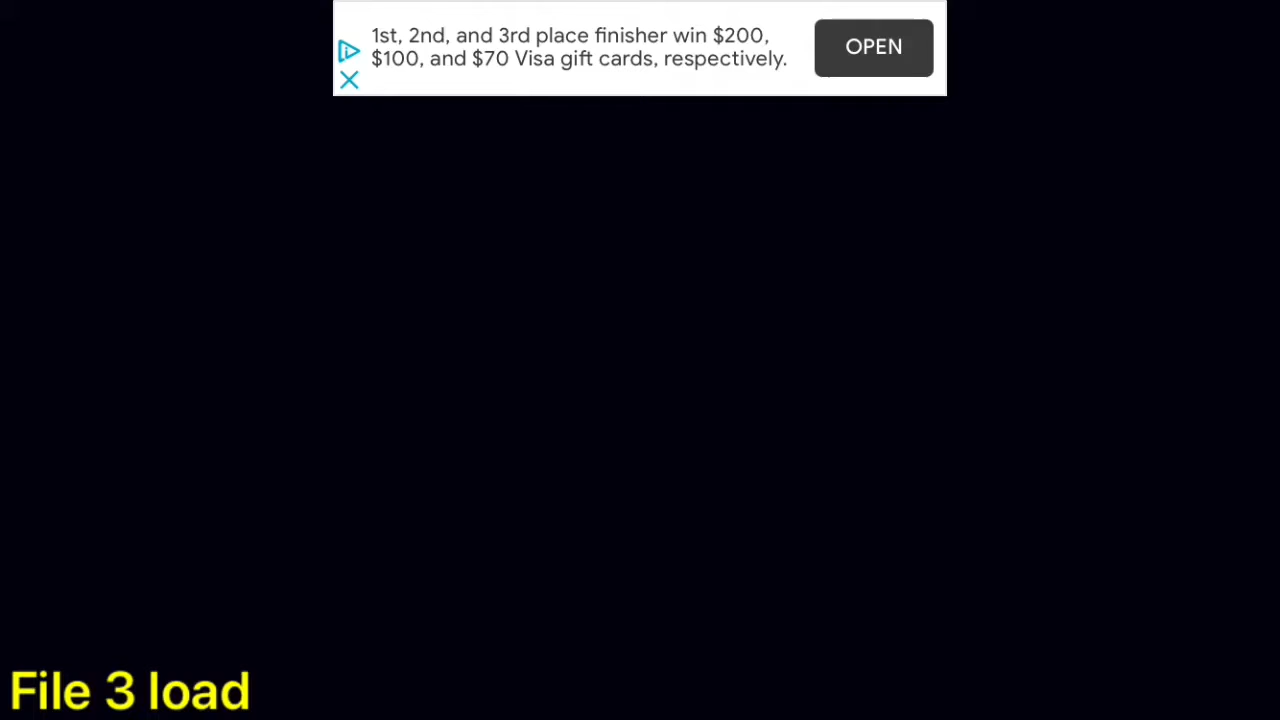 1st, 2nd, and 3rd place finisher win $200,
$100, and $70 Visa gift cards, respectively.
OPEN
File 3 load